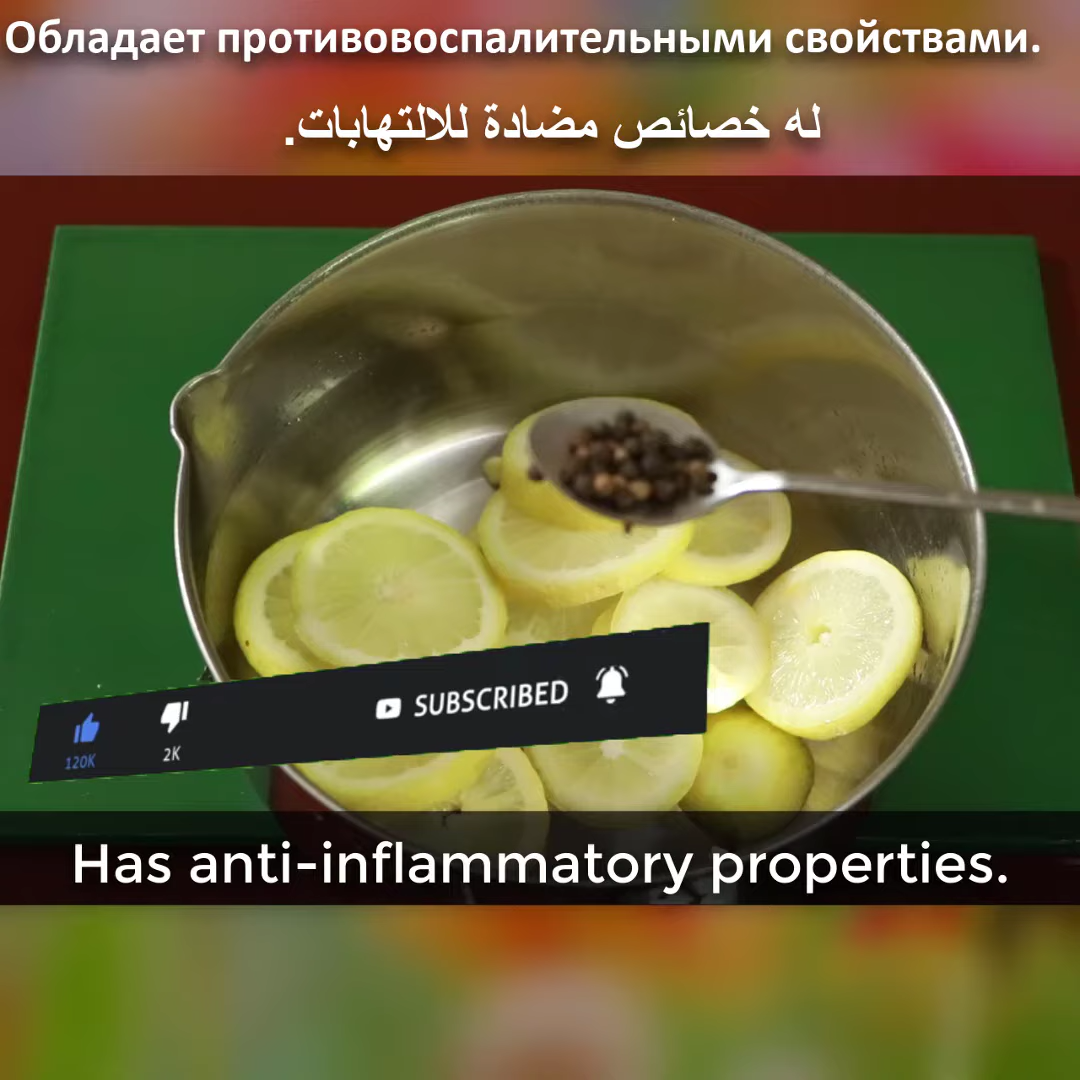 Обладает противовоспалительными свойствами.
له خصائص مضادة للالتهابات.
120K
2K
SUBSCRIBED
Has anti-inflammatory properties.